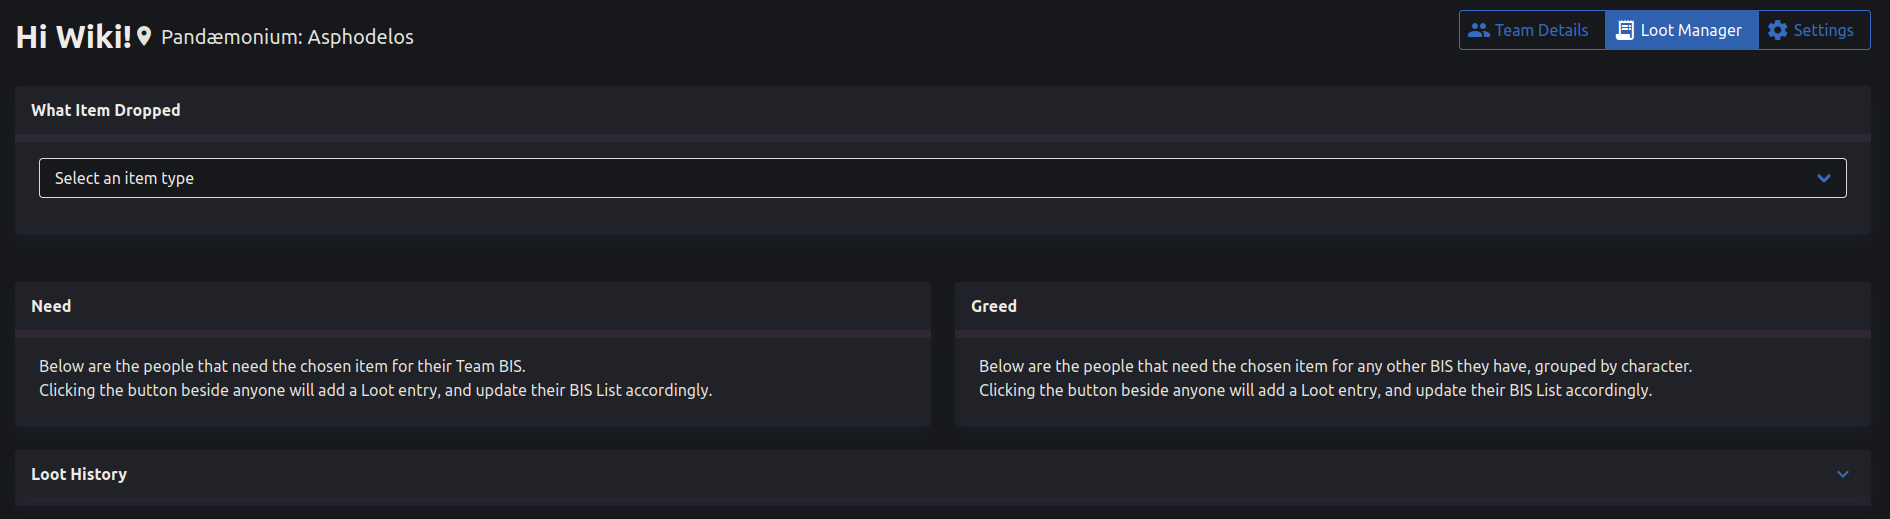 Hi Wiki! Pandæmonium: Asphodelos
Team Details
Loot Manager
Settings
What Item Dropped
Select an item type
Need
Below are the people that need the chosen item for their Team BIS.
Clicking the button beside anyone will add a Loot entry, and update their BIS List accordingly.
Greed
Below are the people that need the chosen item for any other BIS they have, grouped by character.
Clicking the button beside anyone will add a Loot entry, and update their BIS List accordingly.
Loot History